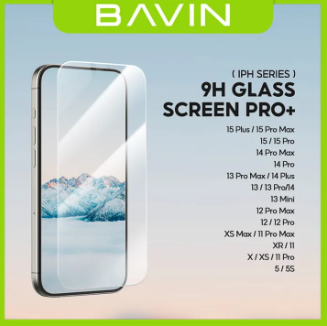 BAVIN
( IPH SERIES )
9H GLASS
SCREEN PRO+
15 Plus / 15 Pro Max
15 / 15 Pro
14 Pro Max
14 Pro
13 Pro Max / 14 Plus
13 / 13 Pro/14
13 Mini
12 Pro Max
12 / 12 Pro
XS Max / 11 Pro Max
XR / 11
X / XS / 11 Pro
5 / 5S